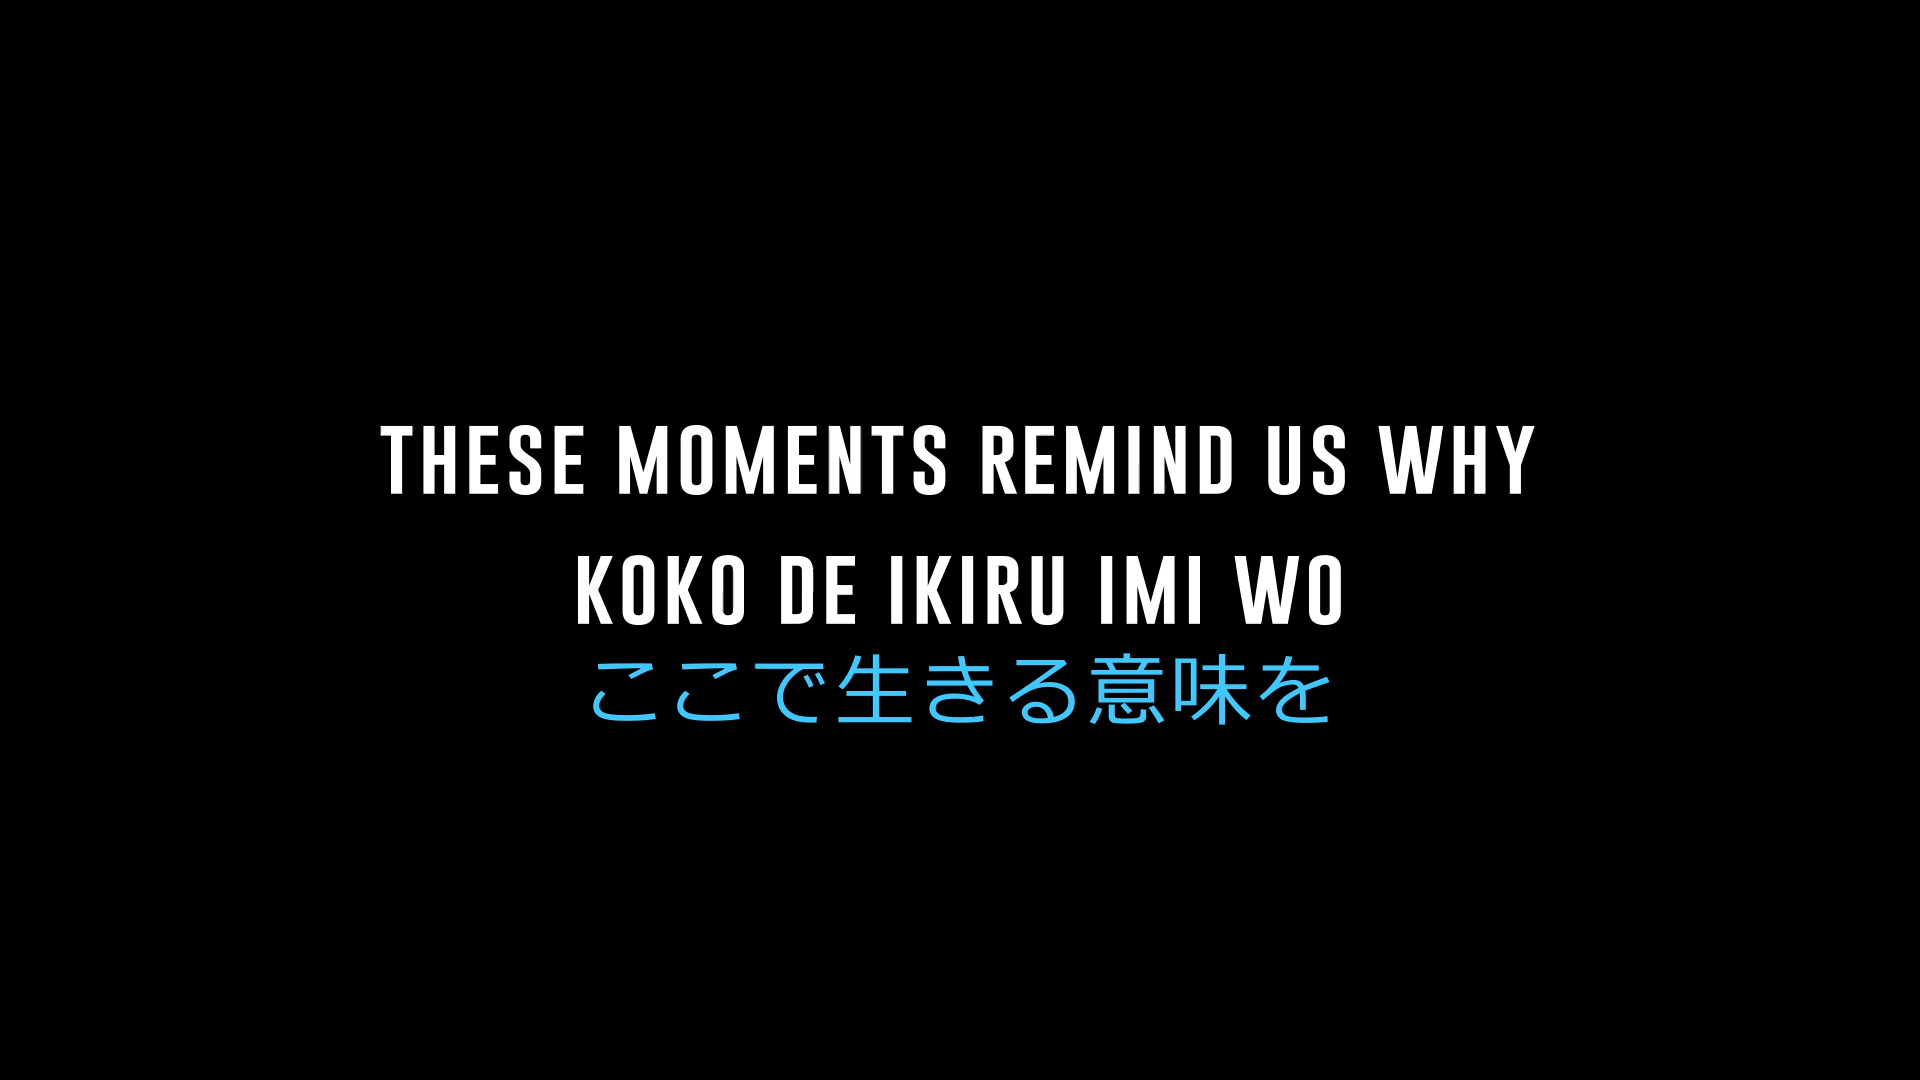 THESE MOMENTS REMIND US WHY
KOKO DE IKIRU IMI WO
ここで生きる意味を